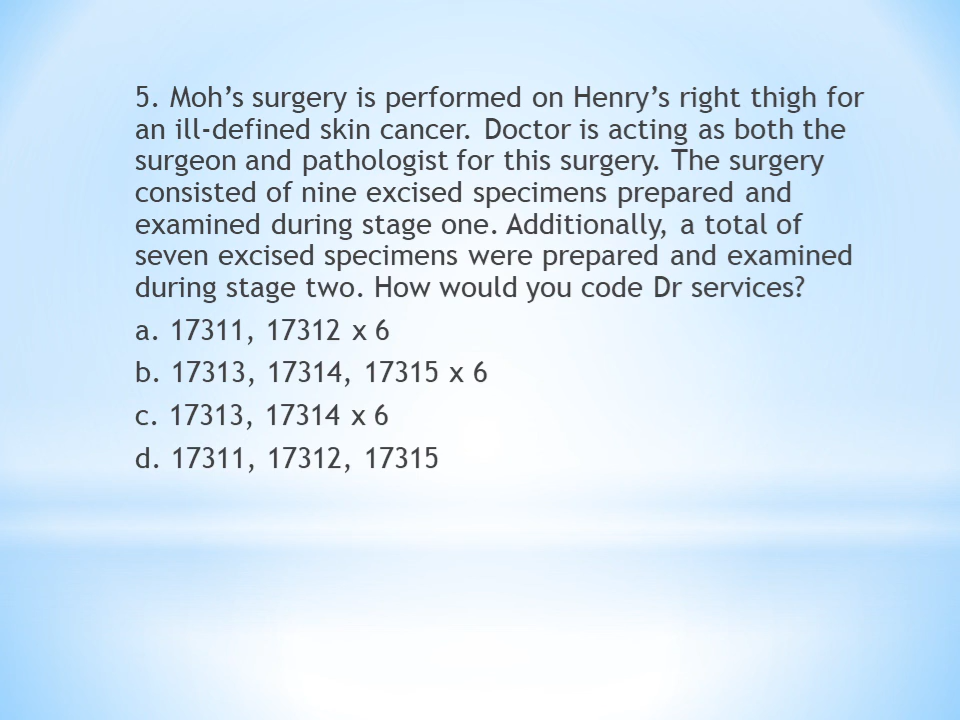 5. Moh’s surgery is performed on Henry’s right thigh for
an ill-defined skin cancer. Doctor is acting as both the
surgeon and pathologist for this surgery. The surgery
consisted of nine excised specimens prepared and
examined during stage one. Additionally, a total of
seven excised specimens were prepared and examined
during stage two. How would you code Dr services?
a. 17311, 17312 x 6
b. 17313, 17314, 17315 x 6
c. 17313, 17314 x 6
d. 17311, 17312, 17315